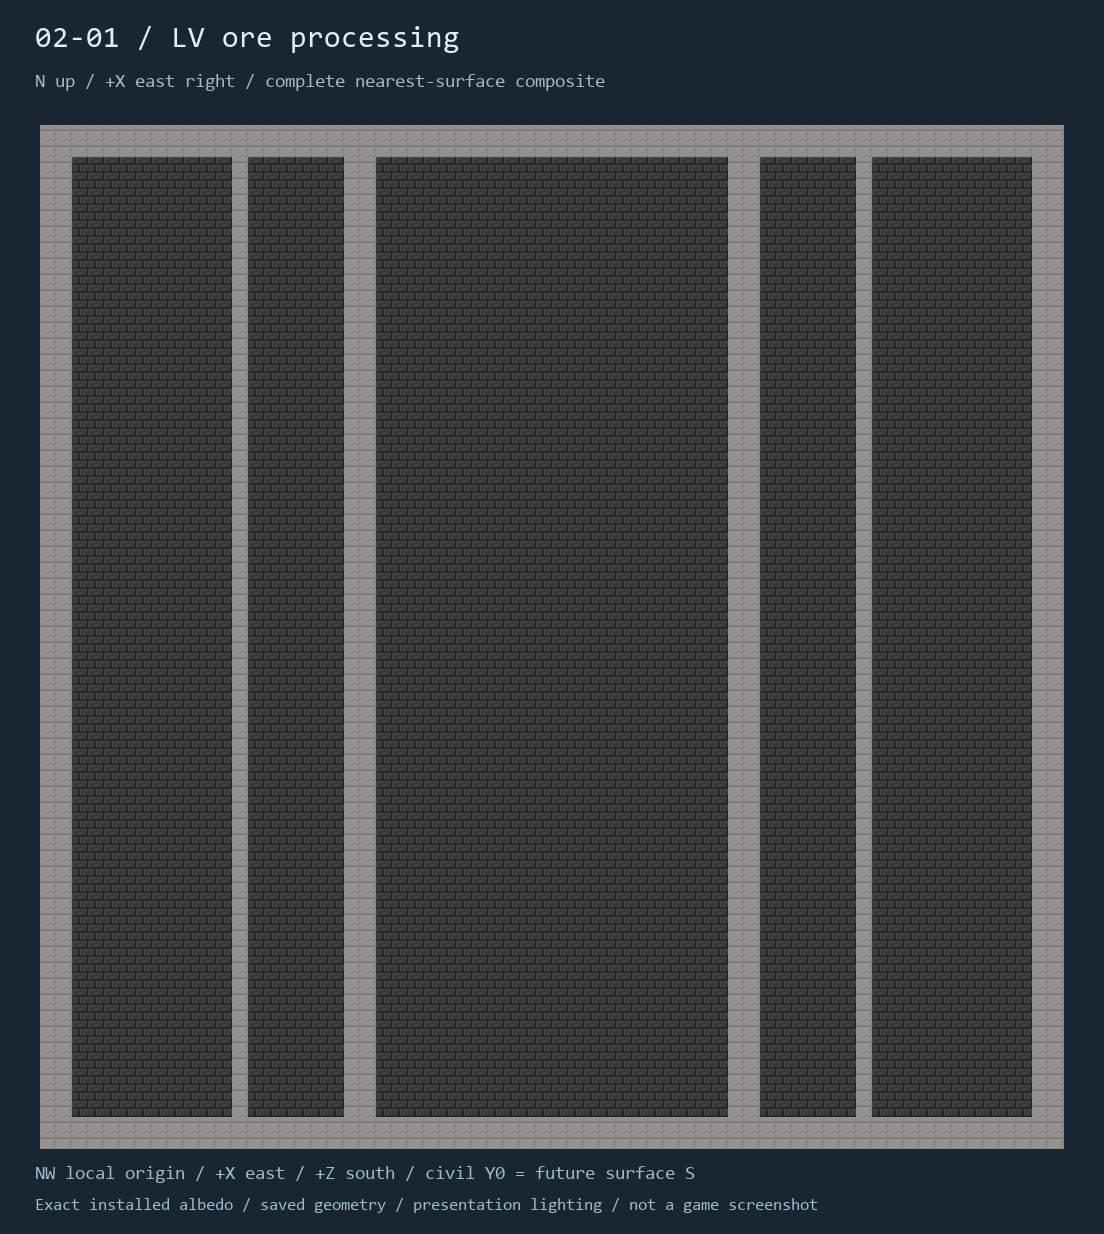 02-01 / LV ore processing
N up / +X east right / complete nearest-surface composite
NW local origin / +X east / +Z south / civil Y0 = future surface S
Exact installed albedo / saved geometry / presentation lighting / not a game screenshot